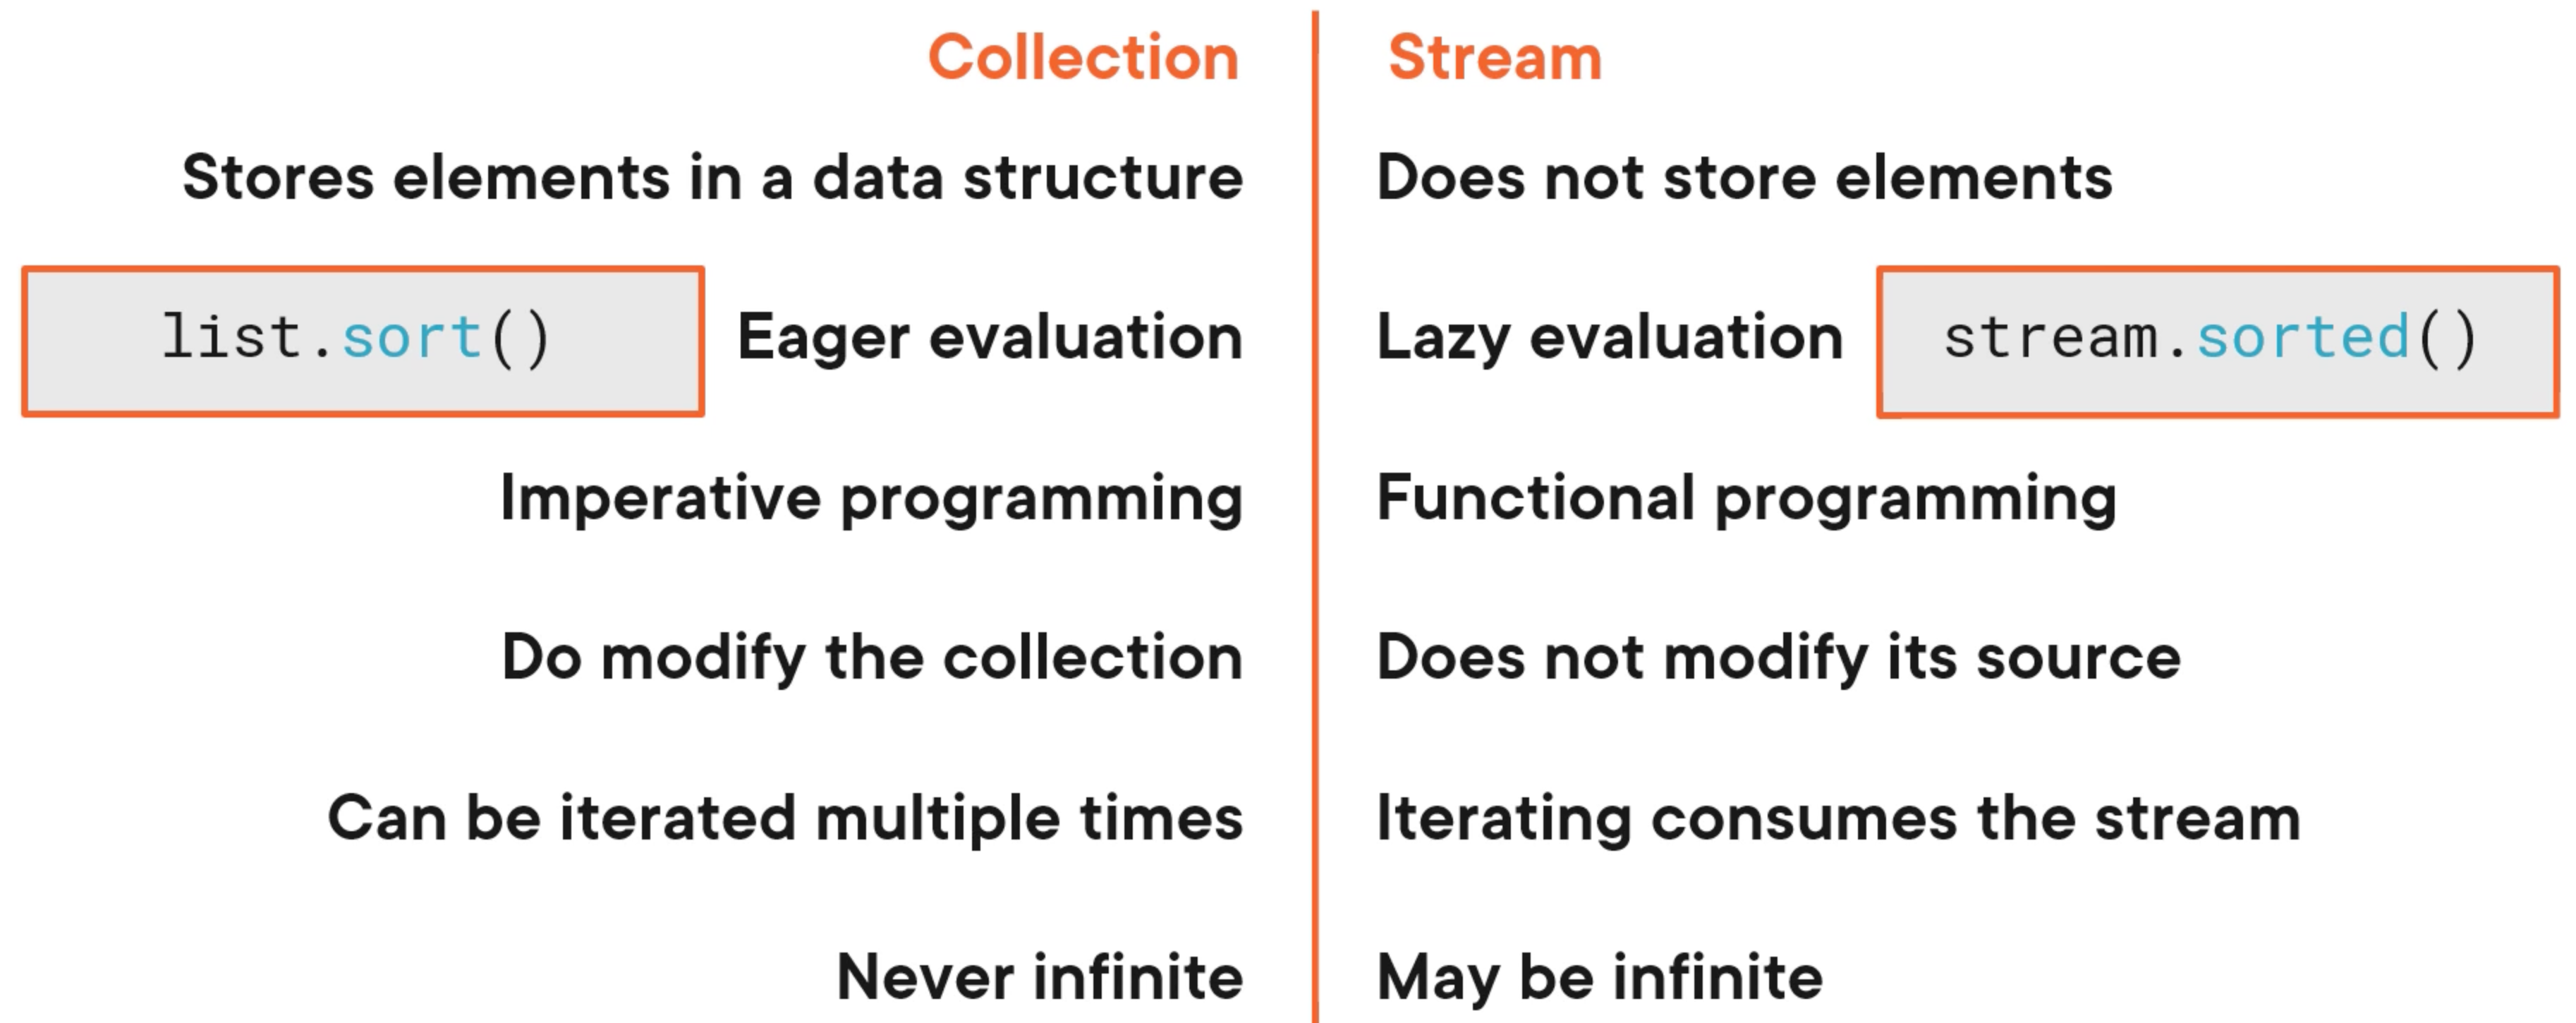 Collection Stream
Stores elements in a data structure Does not store elements
list.sort() Eager evaluation Lazy evaluation stream.sorted()
Imperative programming Functional programming
Do modify the collection Does not modify its source
Can be iterated multiple times Iterating consumes the stream
Never infinite May be infinite